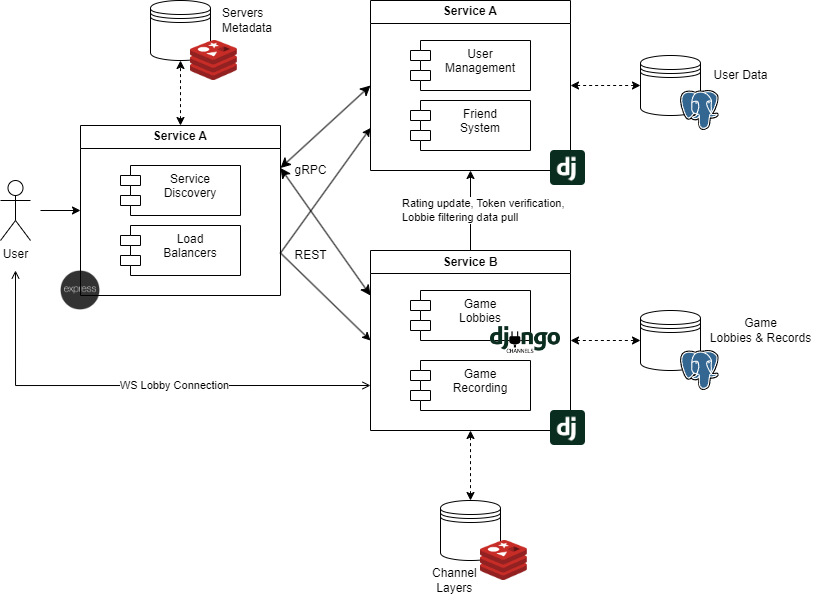 Servers
Metadata
Service A
User
Management
Friend
System
dj
User Data
Service A
Service
Discovery
Load
Balancers
express
User
gRPC
REST
Rating update, Token verification,
Lobbie filtering data pull
Service B
Game
Lobbies
django
CHANNELS
Game
Recording
dj
Game
Lobbies & Records
WS Lobby Connection
Channel
Layers